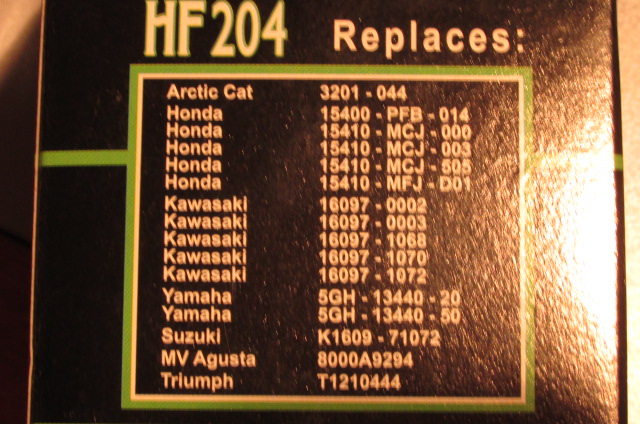 HF204 Replaces:
Arctic Cat 3201 - 044
Honda 15400 - PFB - 014
Honda 15410 - MCJ - 000
Honda 15410 - MCJ - 003
Honda 15410 - MCJ - 505
Honda 15410 - MFJ - D01
Kawasaki 16097 - 0002
Kawasaki 16097 - 0003
Kawasaki 16097 - 1068
Kawasaki 16097 - 1070
Kawasaki 16097 - 1072
Yamaha 5GH - 13440 - 20
Yamaha 5GH - 13440 - 50
Suzuki K1609 - 71072
MV Agusta 8000A9294
Triumph T1210444